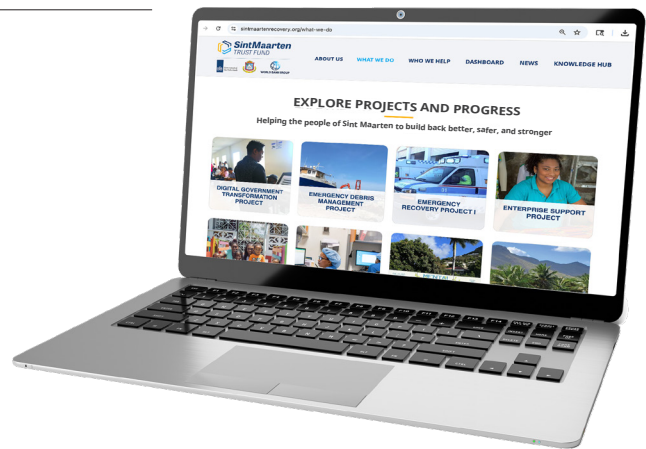 sintmaartenrecovery.org/what-we-do
SintMaarten
TRUST FUND
WORLD BANK GROUP
ABOUT US
WHAT WE DO
WHO WE HELP
DASHBOARD
NEWS
KNOWLEDGE HUB
EXPLORE PROJECTS AND PROGRESS
Helping the people of Sint Maarten to build back better, safer, and stronger
DIGITAL GOVERNMENT
TRANSFORMATION
PROJECT
EMERGENCY DEBRIS
MANAGEMENT
PROJECT
EMERGENCY
RECOVERY PROJECT I
ENTERPRISE SUPPORT
PROJECT
MENTAL